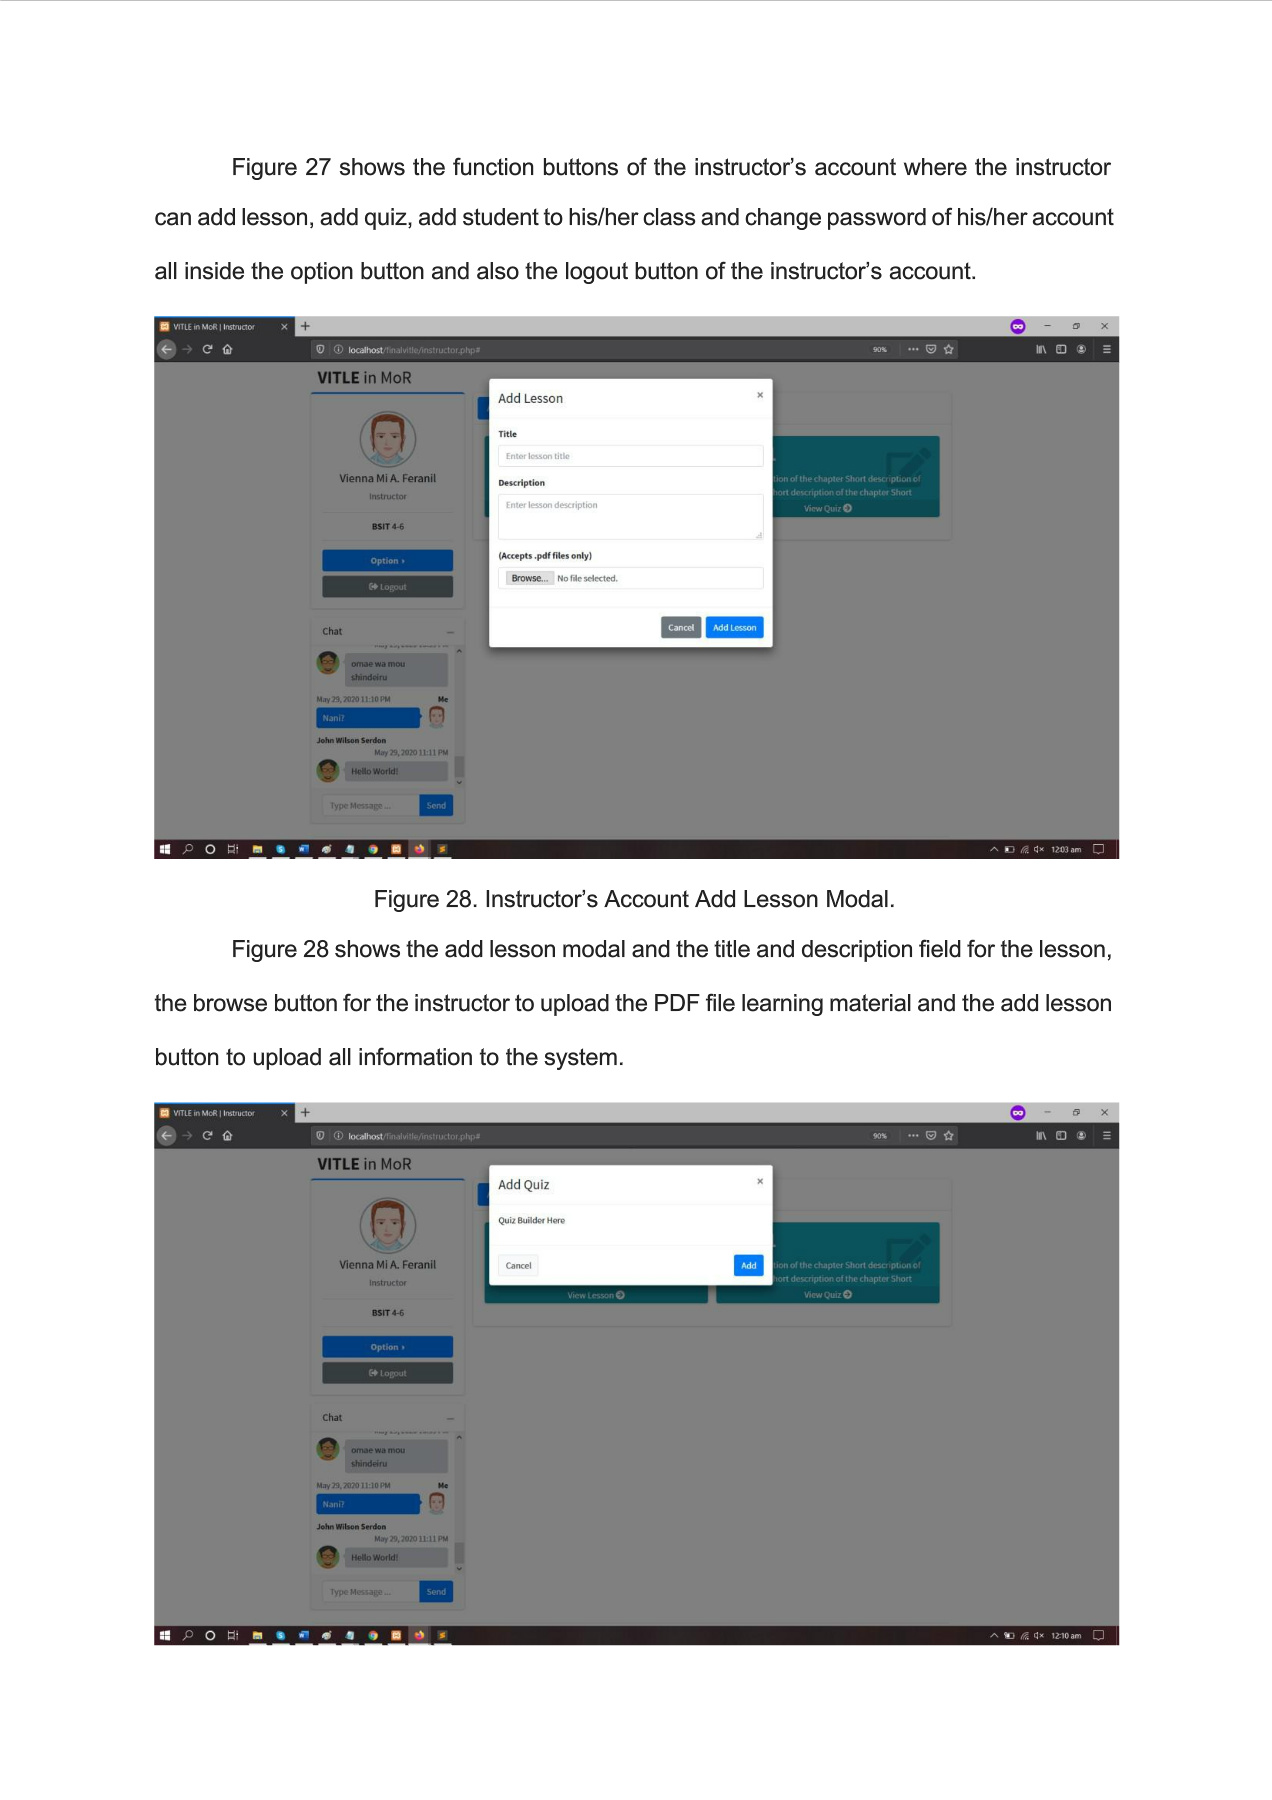 Figure 27 shows the function buttons of the instructor’s account where the instructor
can add lesson, add quiz, add student to his/her class and change password of his/her account
all inside the option button and also the logout button of the instructor’s account.
VITLE in MoR | Instructor
localhost/finalvitle/instructor.php#
90%
VITLE in MoR
Vienna Mi A. Feranil
Instructor
BSIT 4-6
Option ›
Logout
Add Lesson
×
Title
Enter lesson title
Description
Enter lesson description
(Accepts .pdf files only)
Browse... No file selected.
Cancel Add Lesson
tion of the chapter Short description of
hort description of the chapter Short
View Quiz
Chat
omae wa mou
shindeiru
May 29, 2020 11:10 PM Me
Nani?
John Wilson Serdon
May 29, 2020 11:11 PM
Hello World!
Type Message ... Send
12:03 am
Figure 28. Instructor’s Account Add Lesson Modal.
Figure 28 shows the add lesson modal and the title and description field for the lesson,
the browse button for the instructor to upload the PDF file learning material and the add lesson
button to upload all information to the system.
VITLE in MoR | Instructor
localhost/finalvitle/instructor.php#
90%
VITLE in MoR
Vienna Mi A. Feranil
Instructor
BSIT 4-6
Option ›
Logout
Add Quiz
×
Quiz Builder Here
Cancel Add
View Lesson
tion of the chapter Short description of
hort description of the chapter Short
View Quiz
Chat
omae wa mou
shindeiru
May 29, 2020 11:10 PM Me
Nani?
John Wilson Serdon
May 29, 2020 11:11 PM
Hello World!
Type Message ... Send
12:10 am